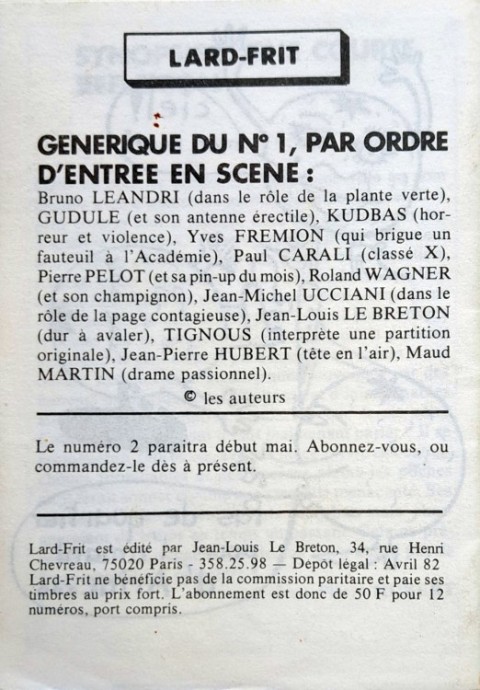 LARD-FRIT
GENERIQUE DU Nº 1, PAR ORDRE
D'ENTREE EN SCENE :
Bruno LEANDRI (dans le rôle de la plante verte),
GUDULE (et son antenne érectile), KUDBAS (hor-
reur et violence), Yves FREMION (qui brigue un
fauteuil à l'Académie), Paul CARALI (classé X),
Pierre PELOT (et sa pin-up du mois), Roland WAGNER
(et son champignon), Jean-Michel UCCIANI (dans le
rôle de la page contagieuse), Jean-Louis LE BRETON
(dur à avaler), TIGNOUS (interprète une partition
originale), Jean-Pierre HUBERT (tête en l'air), Maud
MARTIN (drame passionnel).
© les auteurs
Le numéro 2 paraitra début mai. Abonnez-vous, ou
commandez-le dès à présent.
Lard-Frit est édité par Jean-Louis Le Breton, 34, rue Henri
Chevreau, 75020 Paris - 358.25.98 — Dépôt légal : Avril 82
Lard-Frit ne bénéficie pas de la commission paritaire et paie ses
timbres au prix fort. L'abonnement est donc de 50 F pour 12
numéros, port compris.